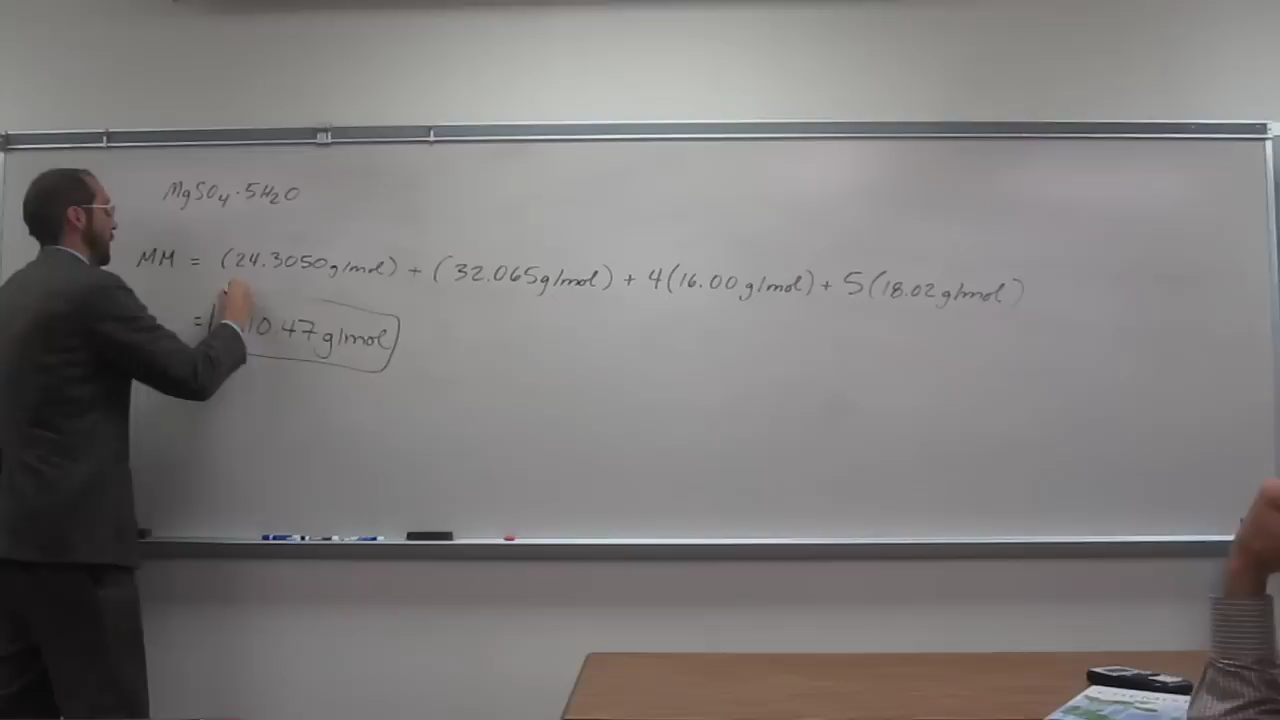 MgSO4·5H2O
MM = (24.3050 g/mol) + (32.065 g/mol) + 4(16.00 g/mol) + 5(18.02 g/mol)
= 10.47 g/mol